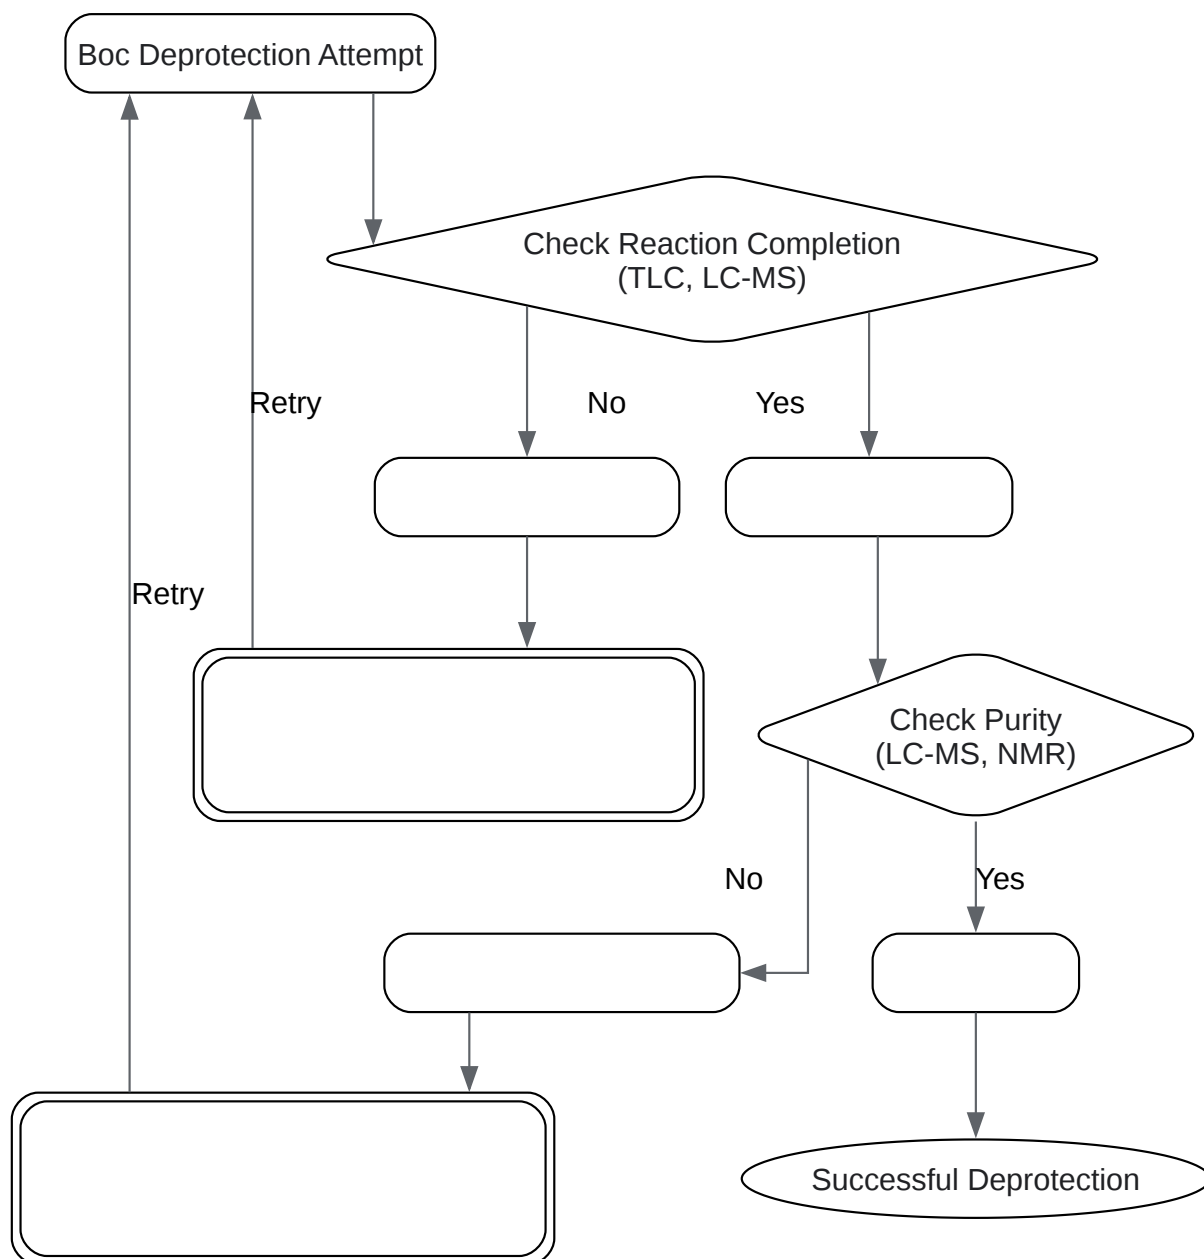 Boc Deprotection Attempt
Check Reaction Completion
(TLC, LC-MS)
Retry
No
Yes
Retry
Check Purity
(LC-MS, NMR)
No
Yes
Successful Deprotection